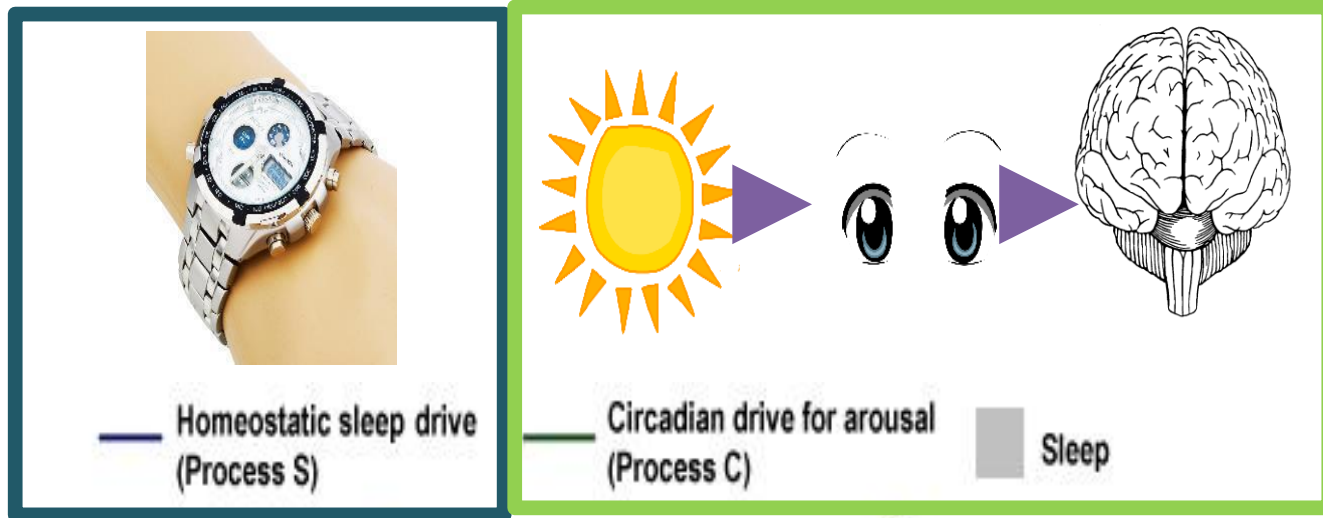 Homeostatic sleep drive
(Process S)
Circadian drive for arousal
(Process C)
Sleep